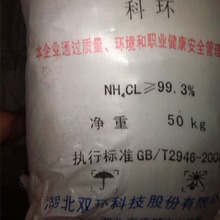 科环
本企业通过质量、环境和职业健康安全管
NH₄CL≥99.3%
净重 50kg
执行标准GB/T2946-200
湖北双环科技股份有限